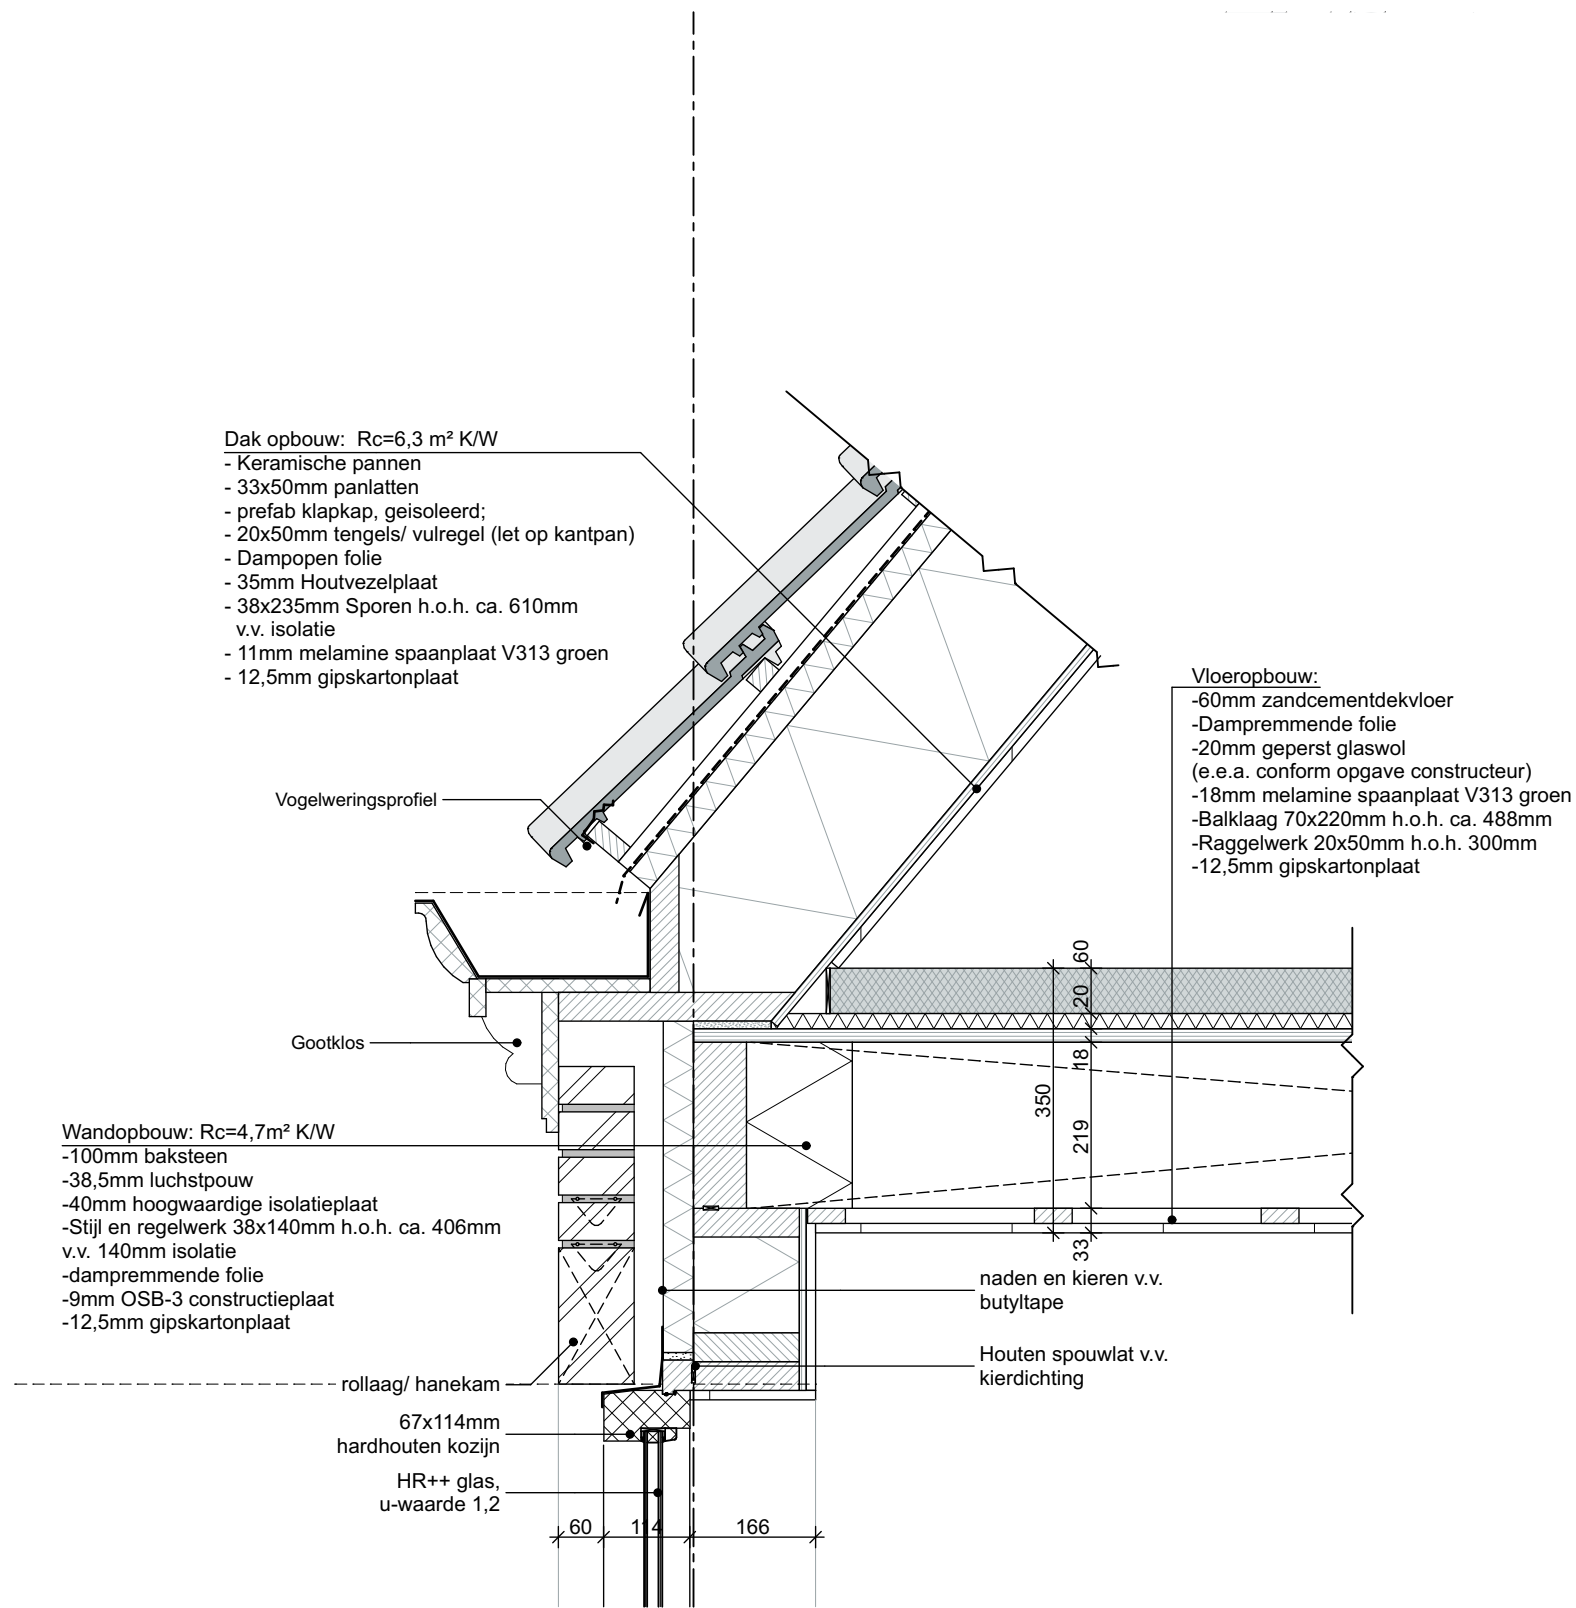 Dak opbouw: Rc=6,3 m² K/W
- Keramische pannen
- 33x50mm panlatten
- prefab klapkap, geisoleerd;
- 20x50mm tengels/ vulregel (let op kantpan)
- Dampopen folie
- 35mm Houtvezelplaat
- 38x235mm Sporen h.o.h. ca. 610mm
v.v. isolatie
- 11mm melamine spaanplaat V313 groen
- 12,5mm gipskartonplaat
Vloeropbouw:
-60mm zandcementdekvloer
-Dampremmende folie
-20mm geperst glaswol
(e.e.a. conform opgave constructeur)
-18mm melamine spaanplaat V313 groen
-Balklaag 70x220mm h.o.h. ca. 488mm
-Raggelwerk 20x50mm h.o.h. 300mm
-12,5mm gipskartonplaat
Vogelweringsprofiel
Gootklos
60
20
18
350
219
33
Wandopbouw: Rc=4,7m² K/W
-100mm baksteen
-38,5mm luchstpouw
-40mm hoogwaardige isolatieplaat
-Stijl en regelwerk 38x140mm h.o.h. ca. 406mm
v.v. 140mm isolatie
-dampremmende folie
-9mm OSB-3 constructieplaat
-12,5mm gipskartonplaat
naden en kieren v.v.
butyltape
Houten spouwlat v.v.
kierdichting
rollaag/ hanekam
67x114mm
hardhouten kozijn
HR++ glas,
u-waarde 1,2
60
114
166